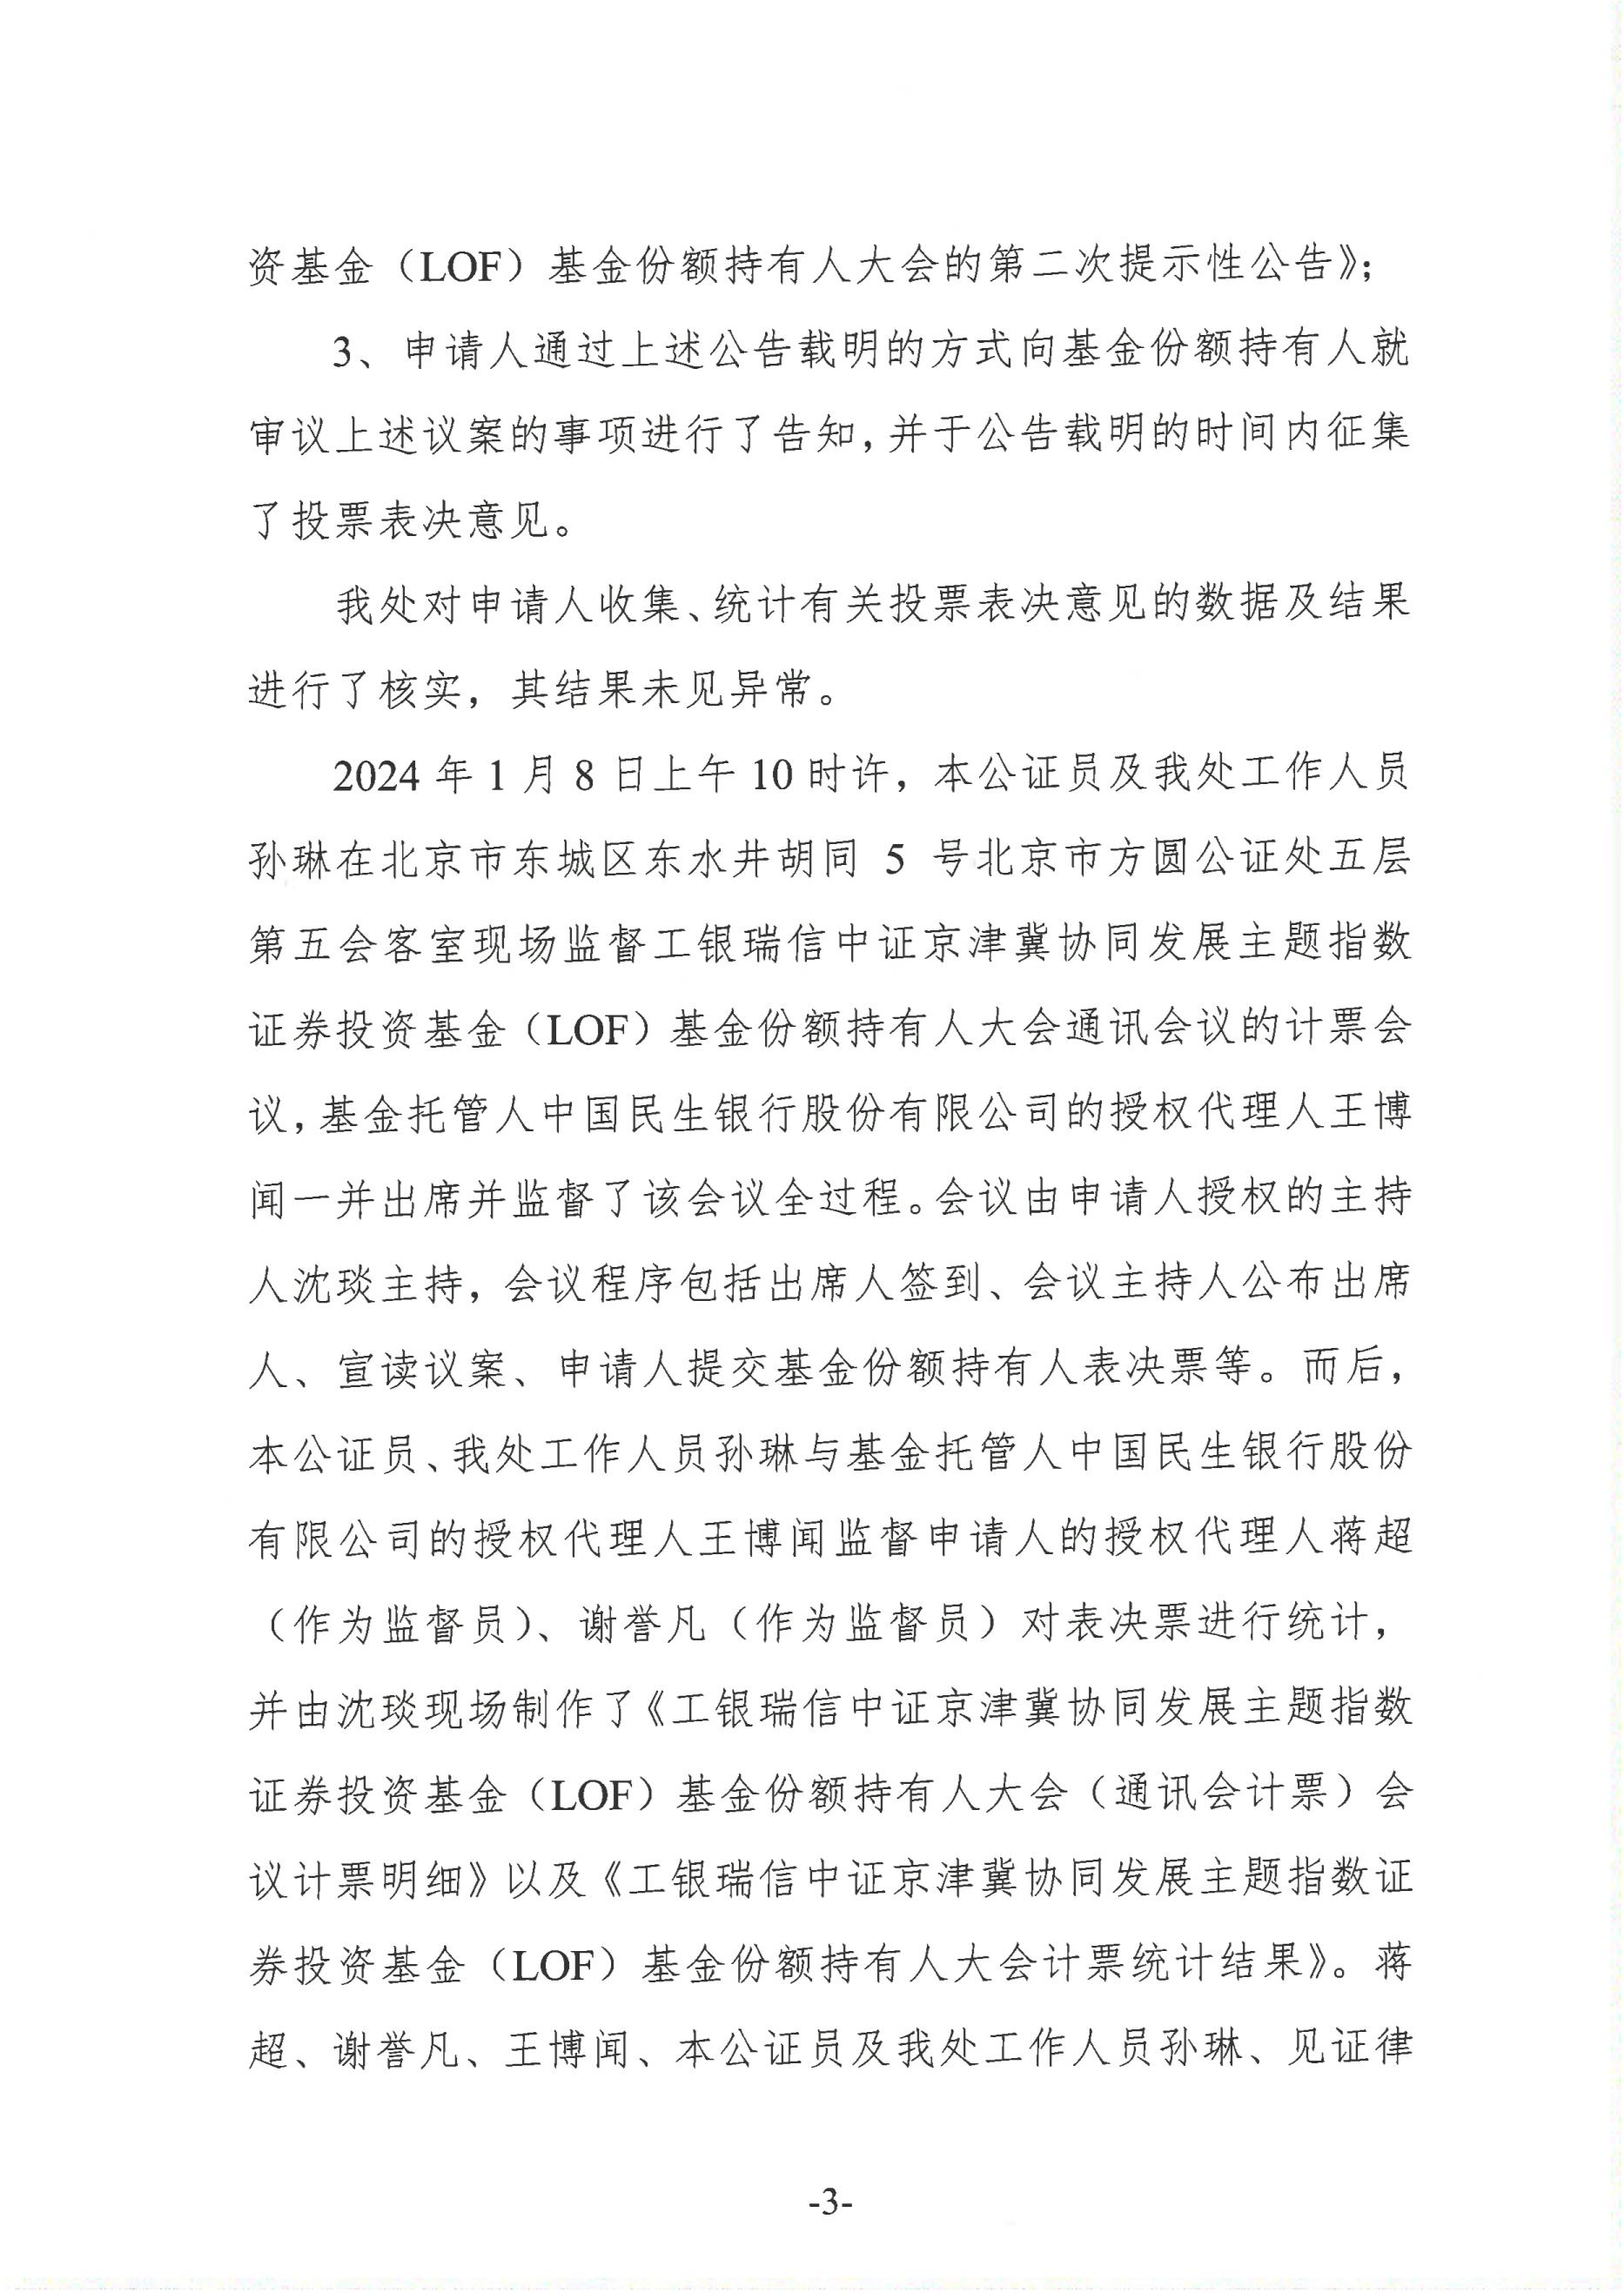 资基金（LOF）基金份额持有人大会的第二次提示性公告》；
3、申请人通过上述公告载明的方式向基金份额持有人就
审议上述议案的事项进行了告知，并于公告载明的时间内征集
了投票表决意见。
我处对申请人收集、统计有关投票表决意见的数据及结果
进行了核实，其结果未见异常。
2024 年 1 月 8 日上午 10 时许，本公证员及我处工作人员
孙琳在北京市东城区东水井胡同 5 号北京市方圆公证处五层
第五会客室现场监督工银瑞信中证京津冀协同发展主题指数
证券投资基金（LOF）基金份额持有人大会通讯会议的计票会
议，基金托管人中国民生银行股份有限公司的授权代理人王博
闻一并出席并监督了该会议全过程。会议由申请人授权的主持
人沈琰主持，会议程序包括出席人签到、会议主持人公布出席
人、宣读议案、申请人提交基金份额持有人表决票等。而后，
本公证员、我处工作人员孙琳与基金托管人中国民生银行股份
有限公司的授权代理人王博闻监督申请人的授权代理人蒋超
（作为监督员）、谢誉凡（作为监督员）对表决票进行统计，
并由沈琰现场制作了《工银瑞信中证京津冀协同发展主题指数
证券投资基金（LOF）基金份额持有人大会（通讯会计票）会
议计票明细》以及《工银瑞信中证京津冀协同发展主题指数证
券投资基金（LOF）基金份额持有人大会计票统计结果》。蒋
超、谢誉凡、王博闻、本公证员及我处工作人员孙琳、见证律
-3-